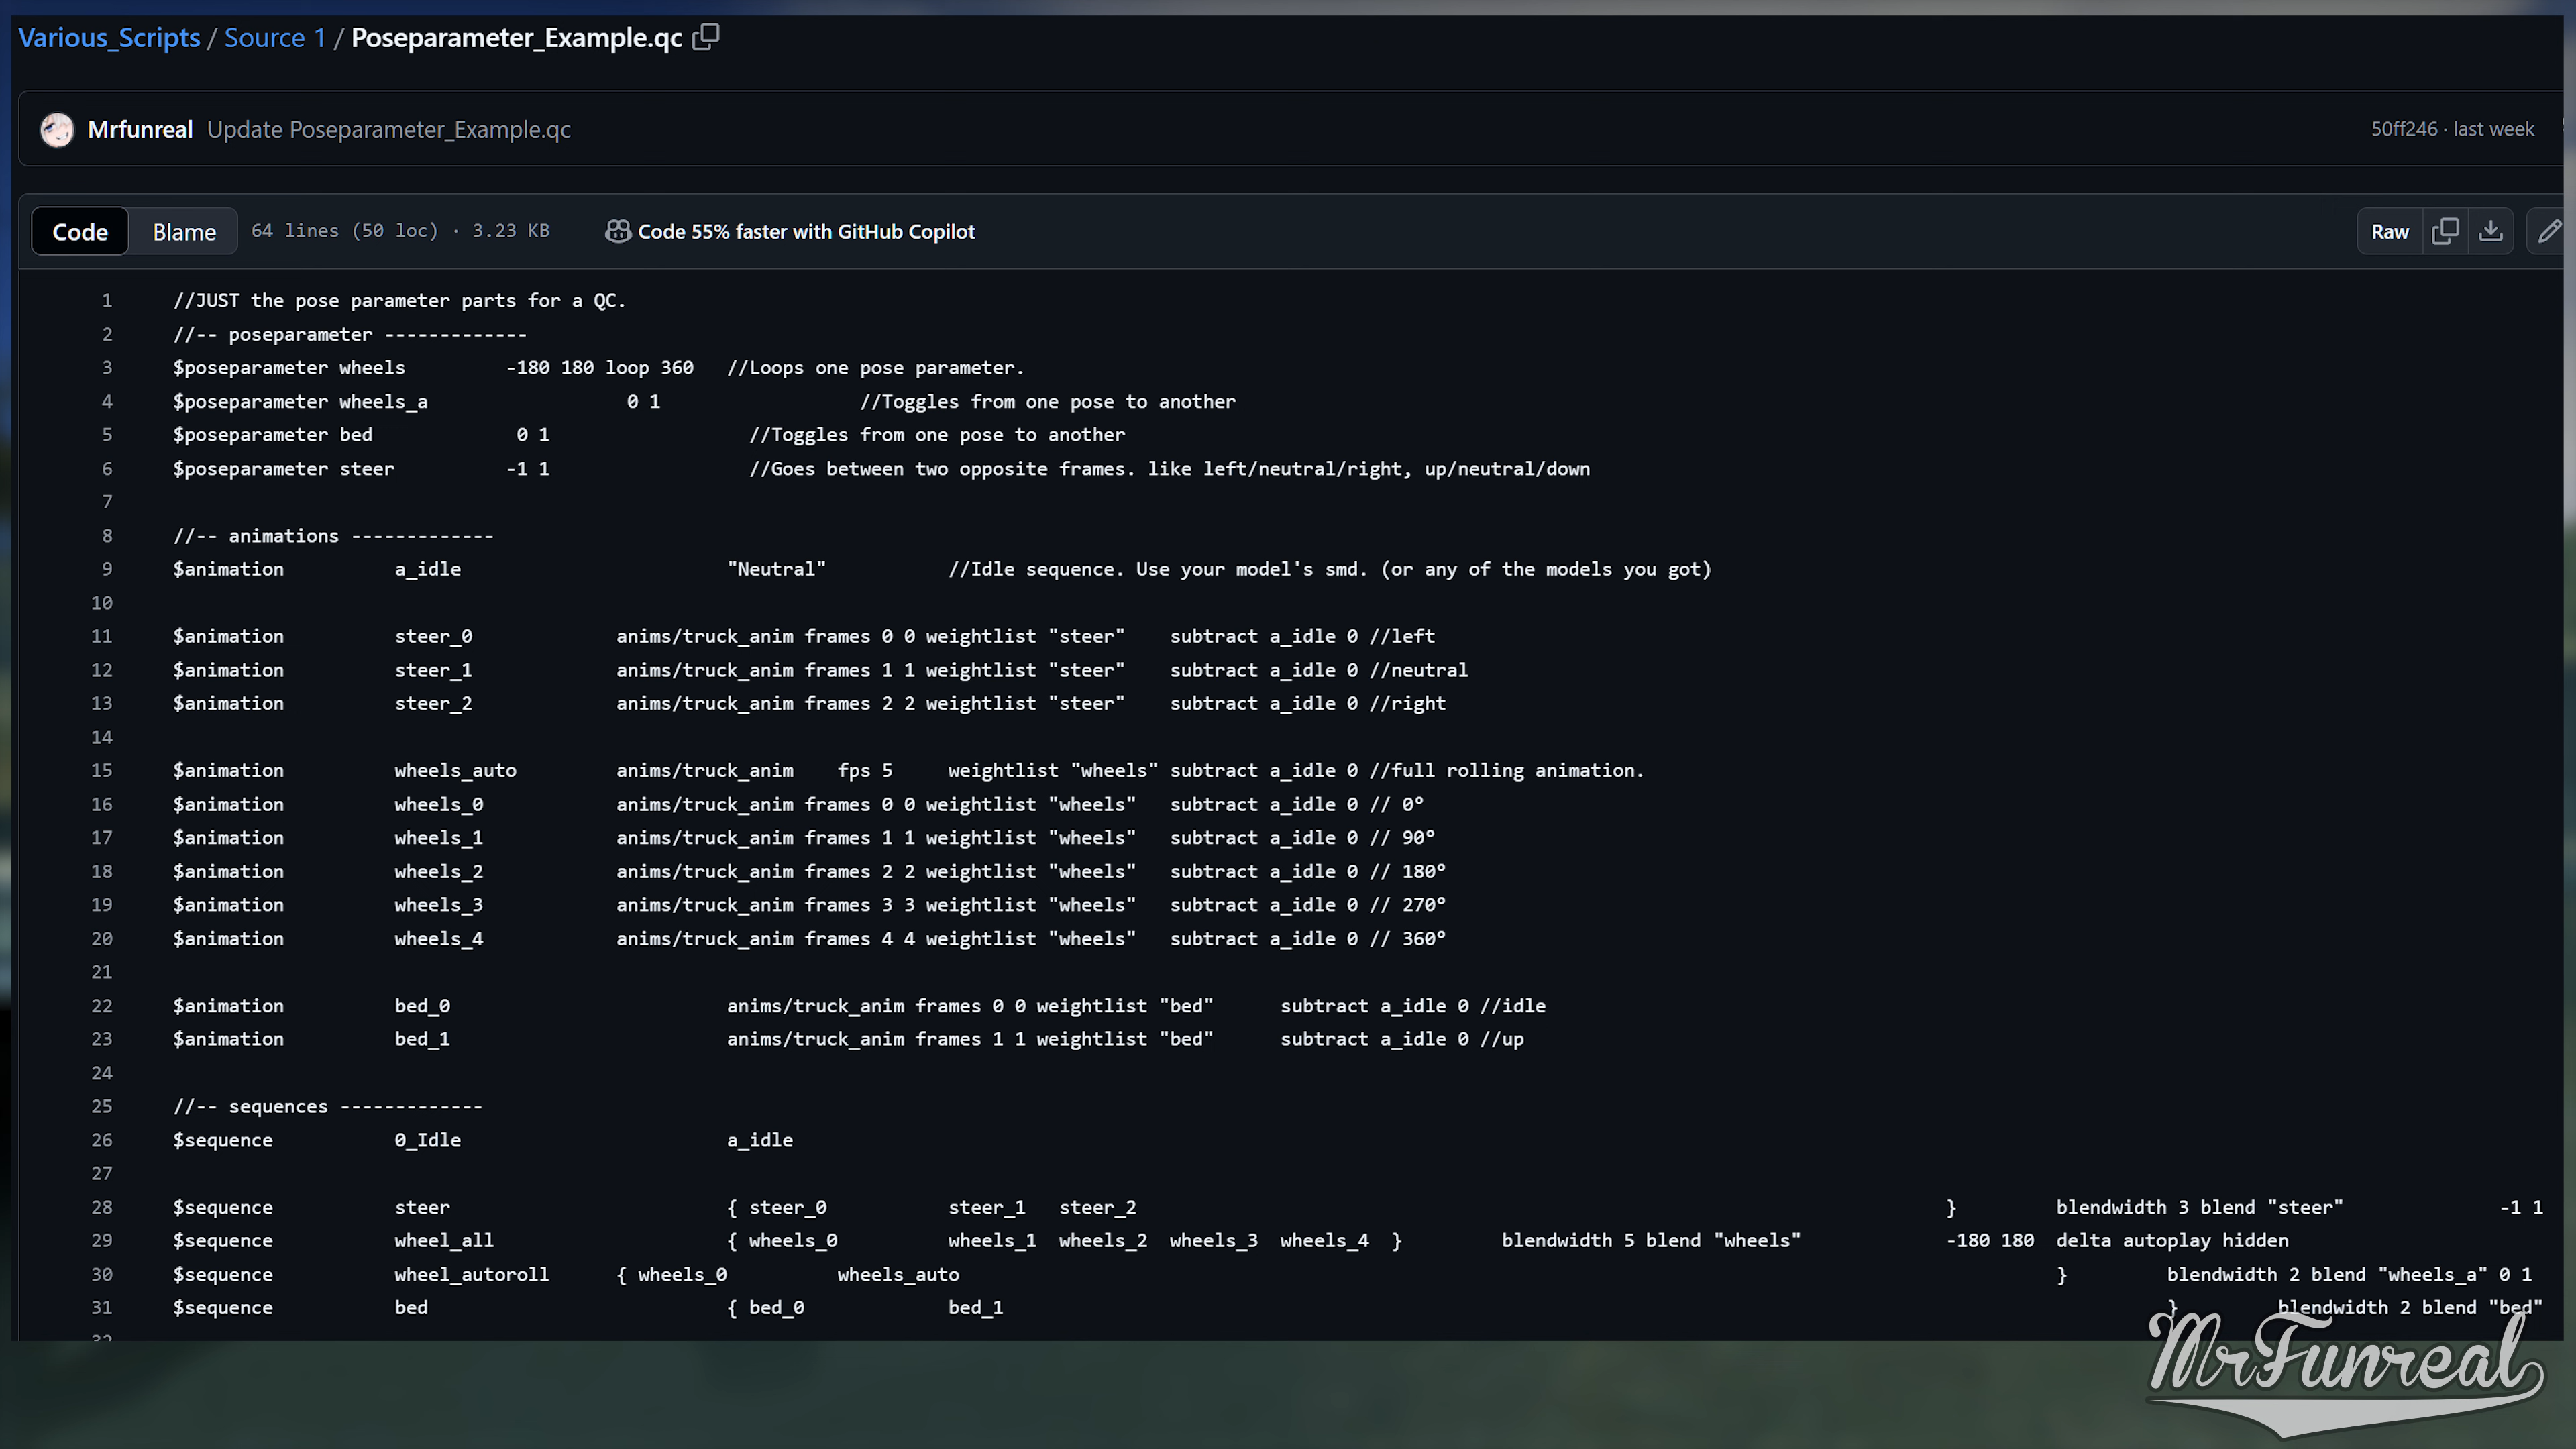 Various_Scripts / Source 1 / Poseparameter_Example.qc
Mrfunreal Update Poseparameter_Example.qc 50ff246 · last week
Code Blame 64 lines (50 loc) · 3.23 KB Code 55% faster with GitHub Copilot Raw
1 //JUST the pose parameter parts for a QC.
2 //-- poseparameter -------------
3 $poseparameter wheels -180 180 loop 360 //Loops one pose parameter.
4 $poseparameter wheels_a 0 1 //Toggles from one pose to another
5 $poseparameter bed 0 1 //Toggles from one pose to another
6 $poseparameter steer -1 1 //Goes between two opposite frames. like left/neutral/right, up/neutral/down
7
8 //-- animations -------------
9 $animation a_idle "Neutral" //Idle sequence. Use your model's smd. (or any of the models you got)
10
11 $animation steer_0 anims/truck_anim frames 0 0 weightlist "steer" subtract a_idle 0 //left
12 $animation steer_1 anims/truck_anim frames 1 1 weightlist "steer" subtract a_idle 0 //neutral
13 $animation steer_2 anims/truck_anim frames 2 2 weightlist "steer" subtract a_idle 0 //right
14
15 $animation wheels_auto anims/truck_anim fps 5 weightlist "wheels" subtract a_idle 0 //full rolling animation.
16 $animation wheels_0 anims/truck_anim frames 0 0 weightlist "wheels" subtract a_idle 0 // 0º
17 $animation wheels_1 anims/truck_anim frames 1 1 weightlist "wheels" subtract a_idle 0 // 90º
18 $animation wheels_2 anims/truck_anim frames 2 2 weightlist "wheels" subtract a_idle 0 // 180º
19 $animation wheels_3 anims/truck_anim frames 3 3 weightlist "wheels" subtract a_idle 0 // 270º
20 $animation wheels_4 anims/truck_anim frames 4 4 weightlist "wheels" subtract a_idle 0 // 360º
21
22 $animation bed_0 anims/truck_anim frames 0 0 weightlist "bed" subtract a_idle 0 //idle
23 $animation bed_1 anims/truck_anim frames 1 1 weightlist "bed" subtract a_idle 0 //up
24
25 //-- sequences -------------
26 $sequence 0_Idle a_idle
27
28 $sequence steer { steer_0 steer_1 steer_2 } blendwidth 3 blend "steer" -1 1
29 $sequence wheel_all { wheels_0 wheels_1 wheels_2 wheels_3 wheels_4 } blendwidth 5 blend "wheels" -180 180 delta autoplay hidden
30 $sequence wheel_autoroll { wheels_0 wheels_auto } blendwidth 2 blend "wheels_a" 0 1
31 $sequence bed { bed_0 bed_1 } blendwidth 2 blend "bed"
MrFunreal